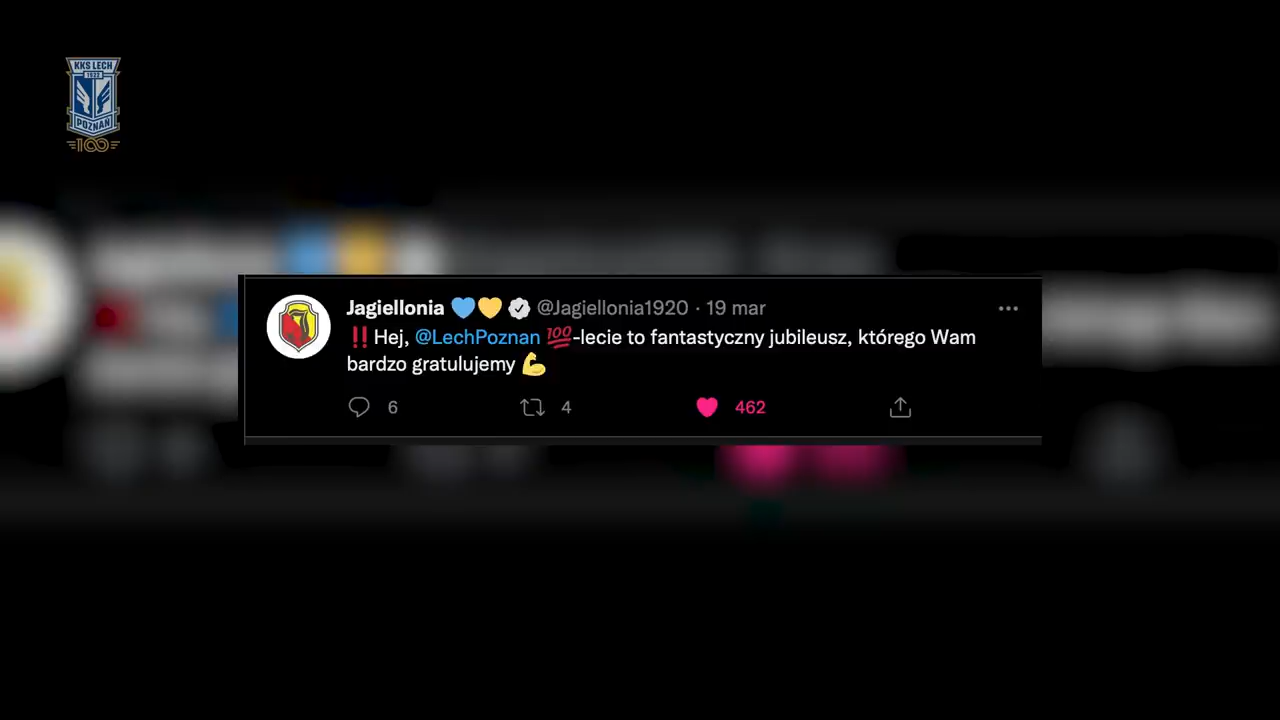 KKS LECH
1922
POZNAŃ
100
Jagiellonia 💙💛 @Jagiellonia1920 · 19 mar
‼️Hej, @LechPoznan 💯-lecie to fantastyczny jubileusz, którego Wam
bardzo gratulujemy 💪
6 4 462